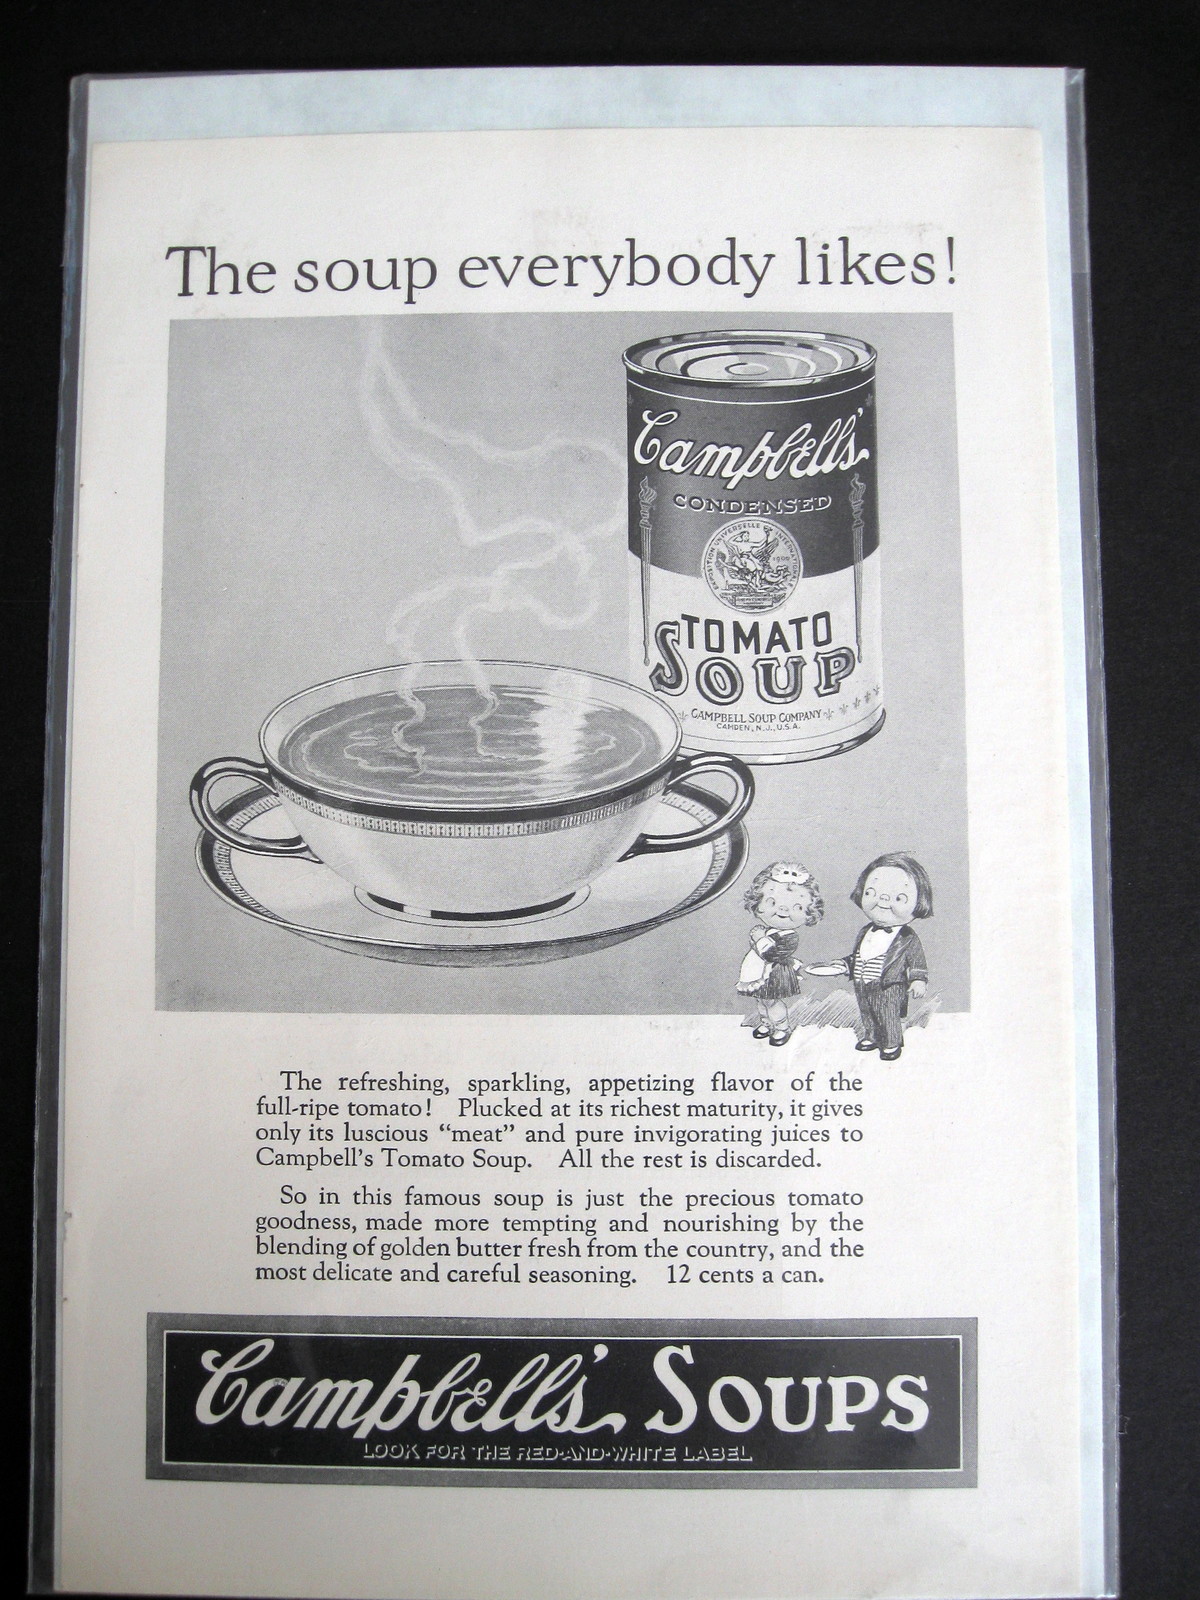 The soup everybody likes!
Campbell's
CONDENSED
EXPOSITION UNIVERSELLE INTERNATIONALE
1900
TOMATO
SOUP
CAMPBELL SOUP COMPANY
CAMDEN, N.J., U.S.A.
The refreshing, sparkling, appetizing flavor of the
full-ripe tomato! Plucked at its richest maturity, it gives
only its luscious “meat” and pure invigorating juices to
Campbell's Tomato Soup. All the rest is discarded.
So in this famous soup is just the precious tomato
goodness, made more tempting and nourishing by the
blending of golden butter fresh from the country, and the
most delicate and careful seasoning. 12 cents a can.
Campbell's SOUPS
LOOK FOR THE RED-AND-WHITE LABEL